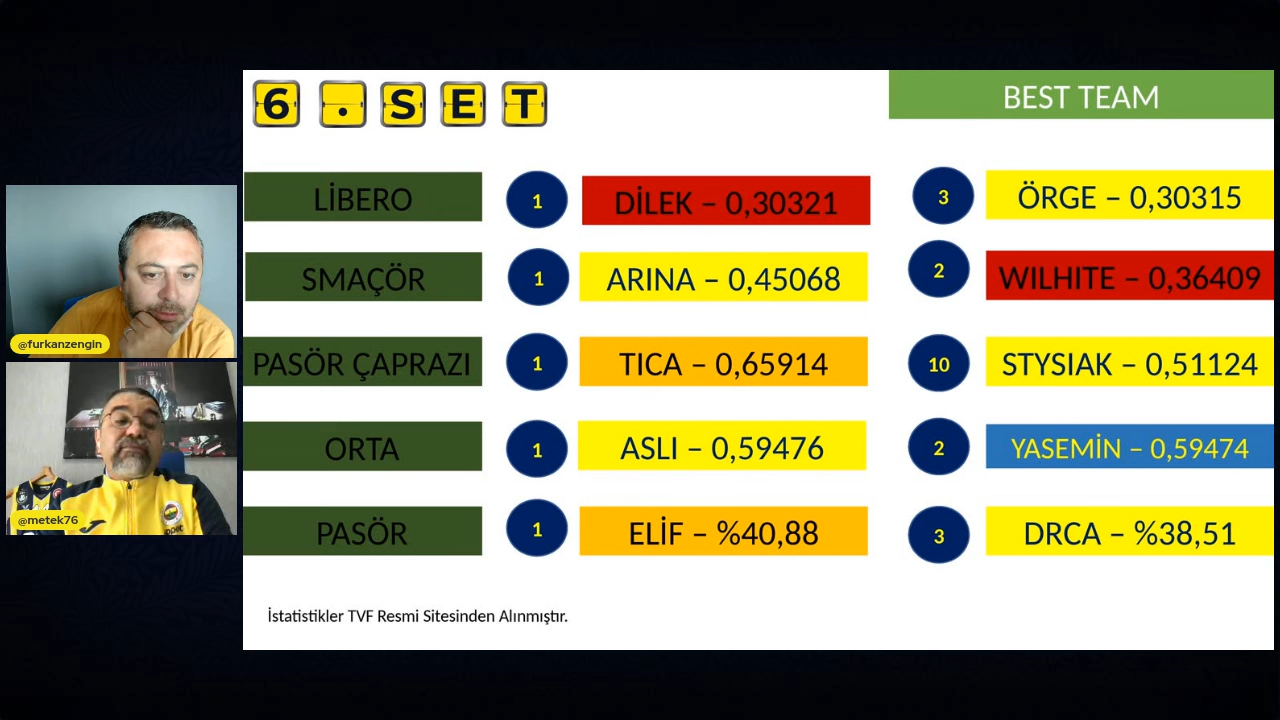 6 . S E T
BEST TEAM
LİBERO 1 DİLEK – 0,30321 3 ÖRGE – 0,30315
SMAÇÖR 1 ARINA – 0,45068 2 WILHITE – 0,36409
PASÖR ÇAPRAZI 1 TICA – 0,65914 10 STYSIAK – 0,51124
ORTA 1 ASLI – 0,59476 2 YASEMİN – 0,59474
PASÖR 1 ELİF – %40,88 3 DRCA – %38,51
İstatistikler TVF Resmi Sitesinden Alınmıştır.
@furkanzengin
@metek76